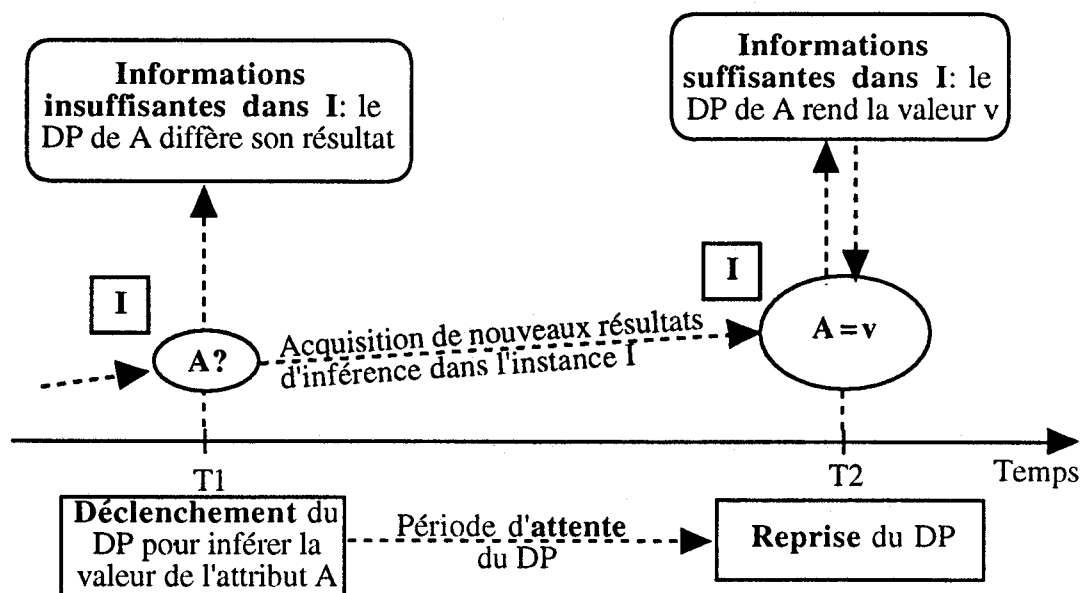 Informations
insuffisantes dans I: le
DP de A diffère son résultat
Informations
suffisantes dans I: le
DP de A rend la valeur v
I
A?
Acquisition de nouveaux résultats
d'inférence dans l'instance I
I
A=v
T1
T2
Temps
Déclenchement du
DP pour inférer la
valeur de l'attribut A
Période d'attente
du DP
Reprise du DP